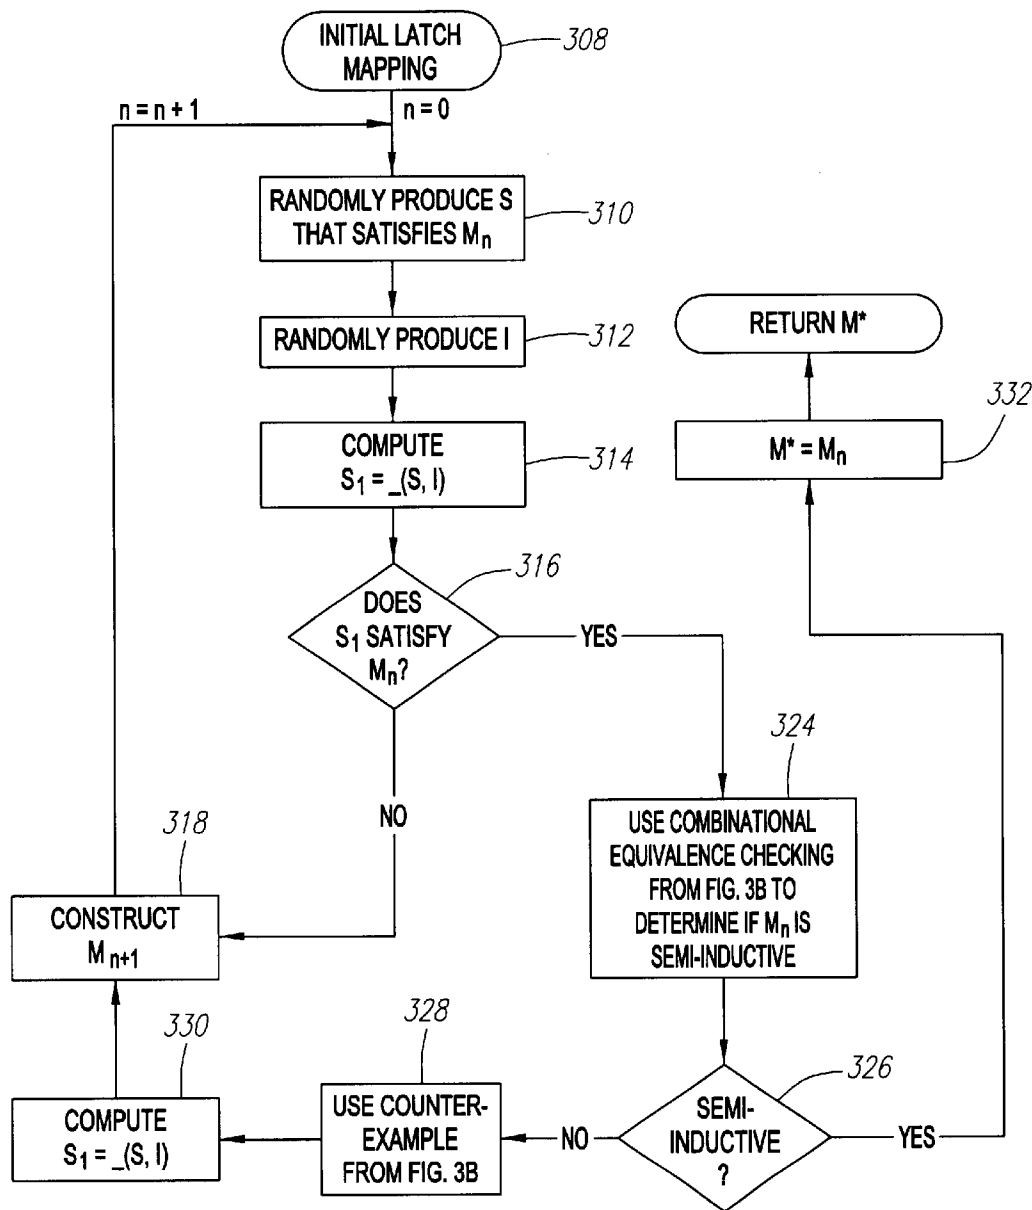 INITIAL LATCH
MAPPING
308
n = n + 1
n = 0
RANDOMLY PRODUCE S
THAT SATISFIES Mn
310
RANDOMLY PRODUCE I
312
RETURN M*
COMPUTE
S1 = _(S, I)
314
M* = Mn
332
DOES
S1 SATISFY
Mn?
316
YES
NO
324
USE COMBINATIONAL
EQUIVALENCE CHECKING
FROM FIG. 3B TO
DETERMINE IF Mn IS
SEMI-INDUCTIVE
318
CONSTRUCT
Mn+1
330
COMPUTE
S1 = _(S, I)
328
USE COUNTER-
EXAMPLE
FROM FIG. 3B
NO
326
SEMI-
INDUCTIVE
?
YES